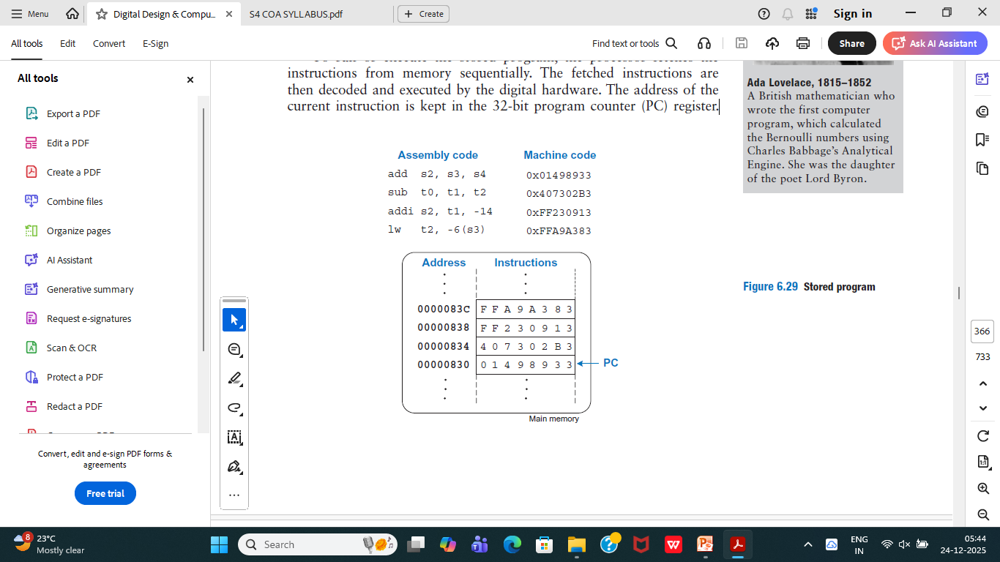 Menu
Digital Design & Compu...
S4 COA SYLLABUS.pdf
Create
Sign in
All tools
Edit
Convert
E-Sign
Find text or tools
Share
Ask AI Assistant
All tools
Export a PDF
Edit a PDF
Create a PDF
Combine files
Organize pages
AI Assistant
Generative summary
Request e-signatures
Scan & OCR
Protect a PDF
Redact a PDF
Convert, edit and e-sign PDF forms &
agreements
Free trial
instructions from memory sequentially. The fetched instructions are
then decoded and executed by the digital hardware. The address of the
current instruction is kept in the 32-bit program counter (PC) register.
Assembly code Machine code
add s2, s3, s4 0x01498933
sub t0, t1, t2 0x407302B3
addi s2, t1, -14 0xFF230913
lw t2, -6(s3) 0xFFA9A383
Address Instructions
0000083C F F A 9 A 3 8 3
00000838 F F 2 3 0 9 1 3
00000834 4 0 7 3 0 2 B 3
00000830 0 1 4 9 8 9 3 3 PC
Main memory
Ada Lovelace, 1815–1852
A British mathematician who
wrote the first computer
program, which calculated
the Bernoulli numbers using
Charles Babbage's Analytical
Engine. She was the daughter
of the poet Lord Byron.
Figure 6.29 Stored program
366
733
1:1
8
23°C
Mostly clear
Search
ENG
IN
05:44
24-12-2025